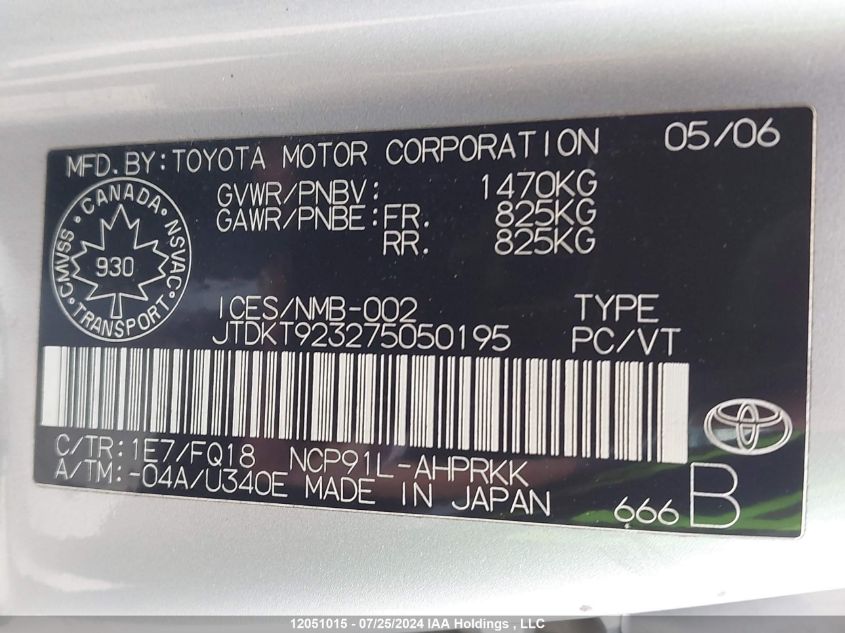 MFD.BY:TOYOTA MOTOR CORPORATION 05/06
GVWR/PNBV: 1470KG
GAWR/PNBE:FR. 825KG
RR. 825KG
CANADA
CMVSS NSVAC
930
TRANSPORT
ICES/NMB-002 TYPE
JTDKT923275050195 PC/VT
C/TR:1E7/FQ18 NCP91L-AHPRKK
A/TM:-04A/U340E MADE IN JAPAN 666 B
12051015 - 07/25/2024 IAA Holdings , LLC